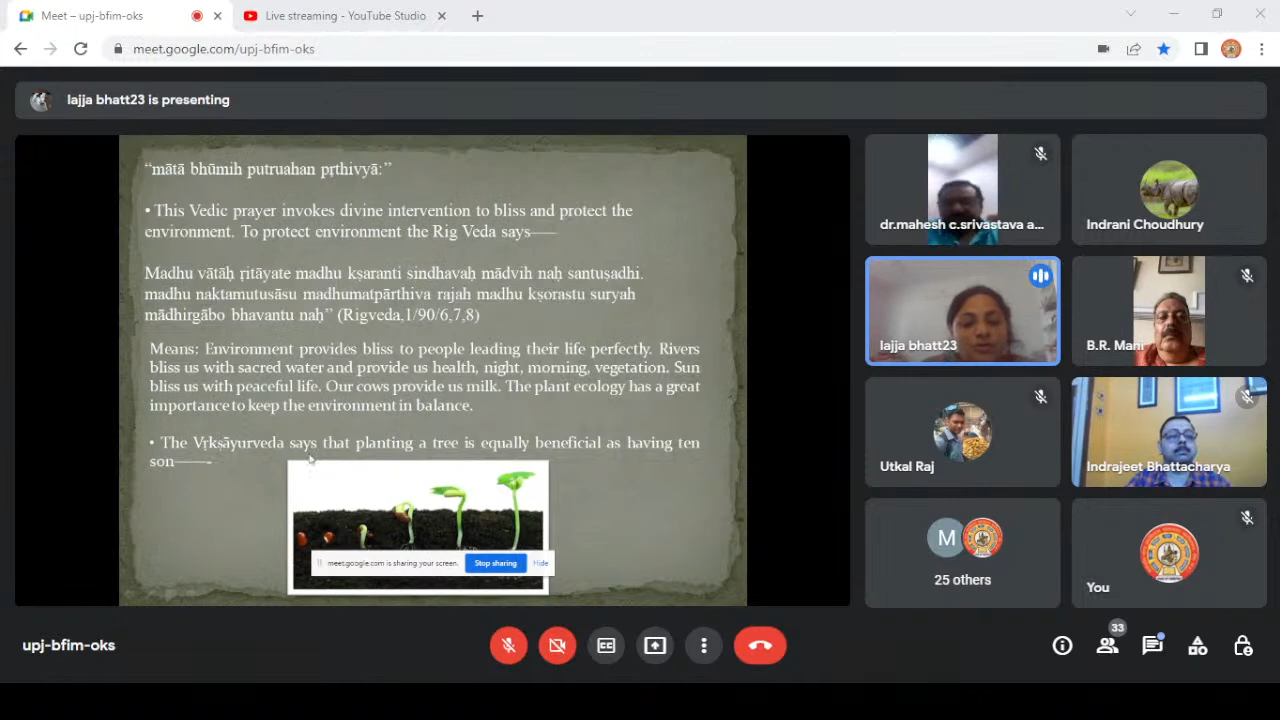 Meet – upj-bfim-oks
Live streaming - YouTube Studio
meet.google.com/upj-bfim-oks
lajja bhatt23 is presenting
“mātā bhūmih putruahan pṛthivyā:”
• This Vedic prayer invokes divine intervention to bliss and protect the
environment. To protect environment the Rig Veda says-----
Madhu vātāḥ ṛitāyate madhu kṣaranti sindhavaḥ mādvih naḥ santuṣadhi.
madhu naktamutusāsu madhumatpārthiva rajah madhu kṣorastu suryah
mādhirgābo bhavantu naḥ” (Rigveda,1/90/6,7,8)
Means: Environment provides bliss to people leading their life perfectly. Rivers
bliss us with sacred water and provide us health, night, morning, vegetation. Sun
bliss us with peaceful life. Our cows provide us milk. The plant ecology has a great
importance to keep the environment in balance.
• The Vṛkṣāyurveda says that planting a tree is equally beneficial as having ten
son-------
meet.google.com is sharing your screen.
Stop sharing
Hide
dr.mahesh c.srivastava a...
Indrani Choudhury
lajja bhatt23
B.R. Mani
Utkal Raj
Indrajeet Bhattacharya
M
25 others
You
upj-bfim-oks
CC
33